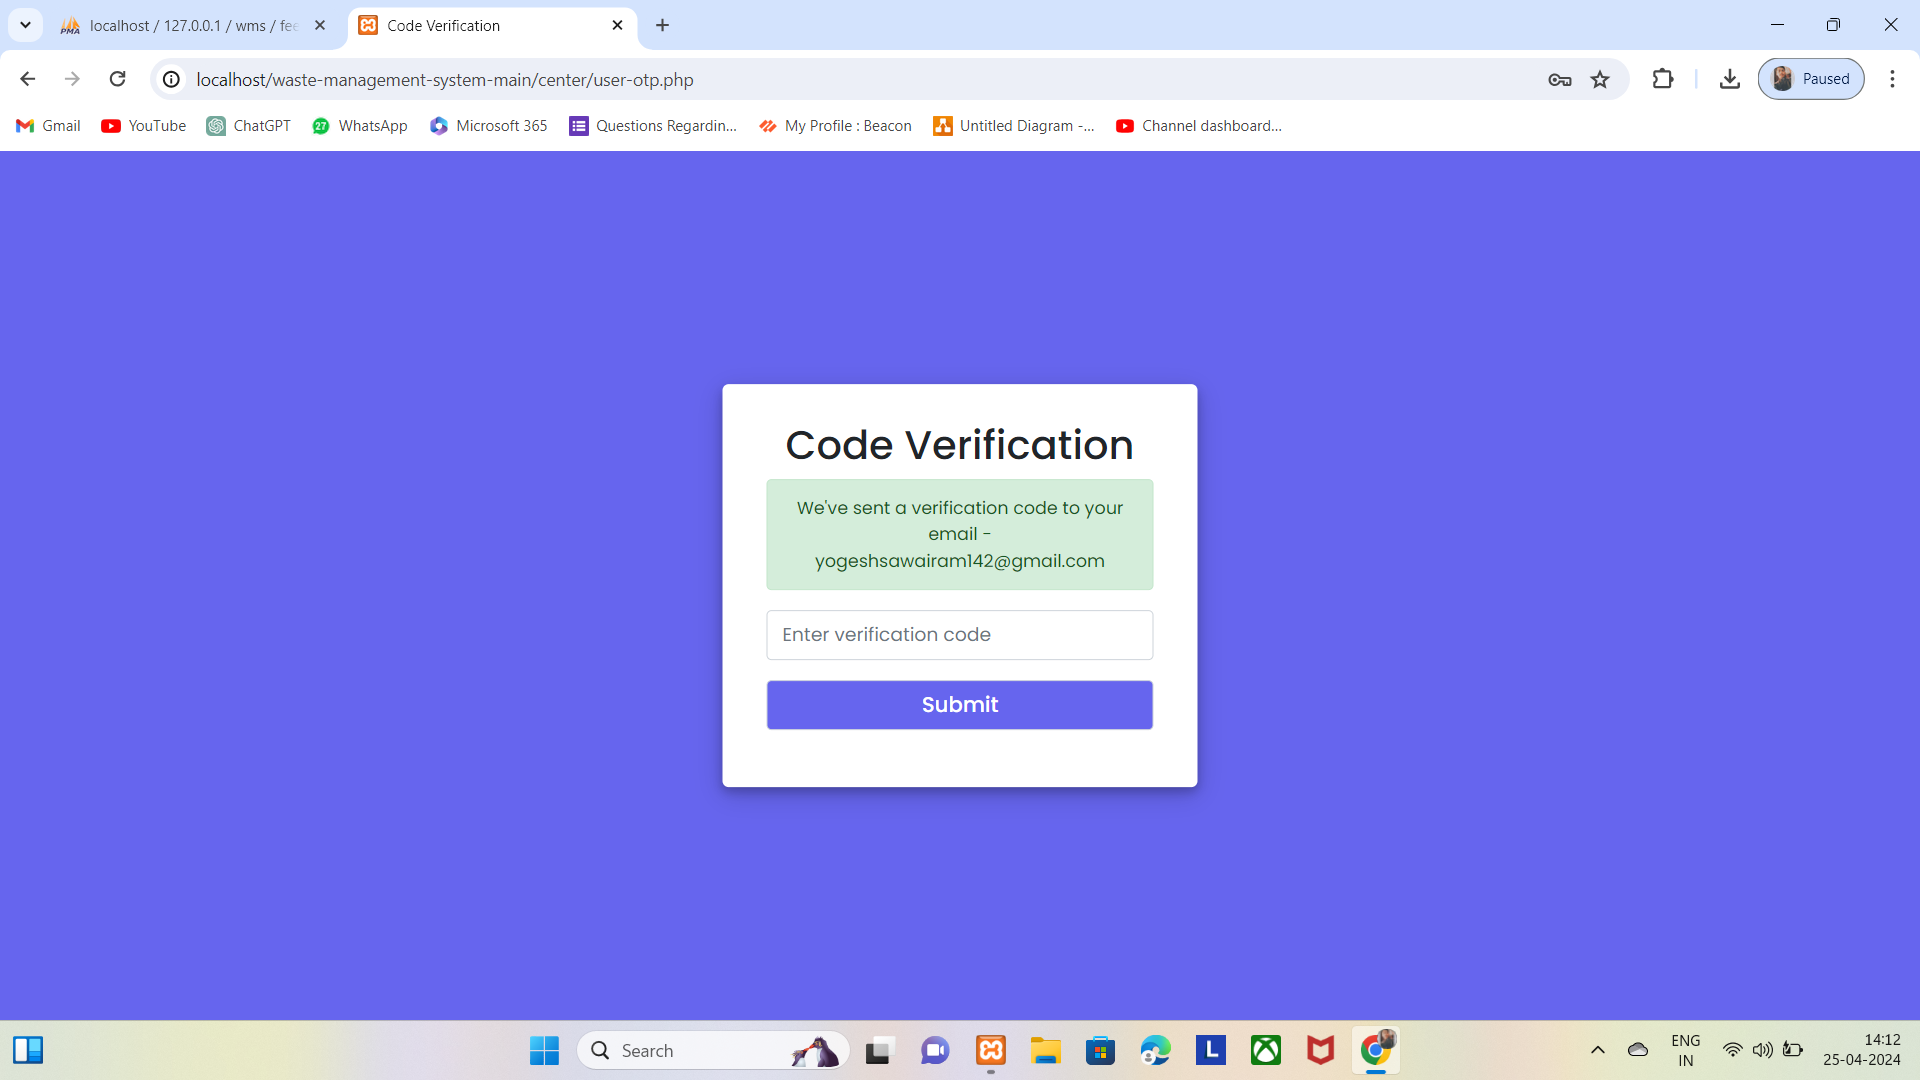 localhost / 127.0.0.1 / wms / fee
Code Verification
localhost/waste-management-system-main/center/user-otp.php
Paused
Gmail
YouTube
ChatGPT
27
WhatsApp
Microsoft 365
Questions Regardin...
My Profile : Beacon
Untitled Diagram -...
Channel dashboard...
Code Verification
We've sent a verification code to your
email -
yogeshsawairam142@gmail.com
Enter verification code
Submit
Search
L
ENG
IN
14:12
25-04-2024
PMA